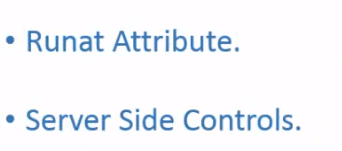 • Runat Attribute.
• Server Side Controls.